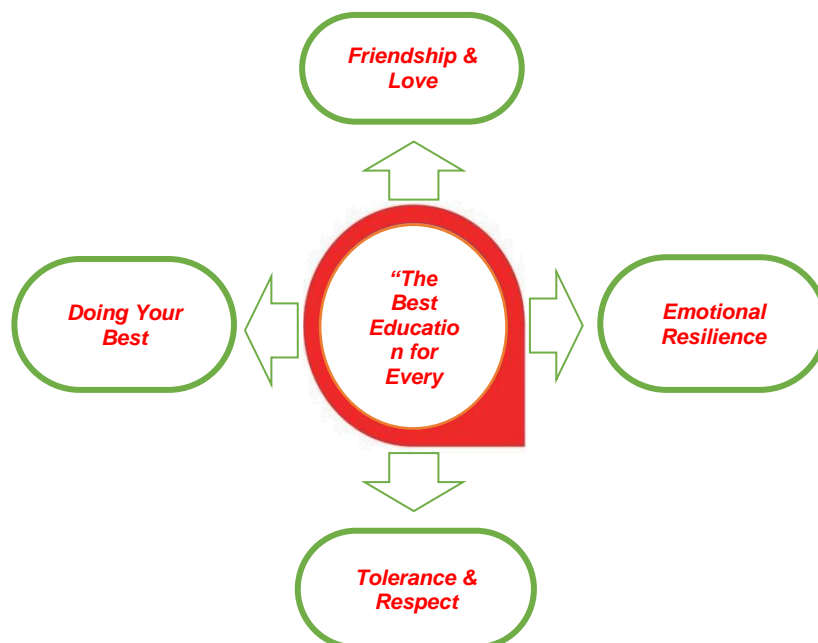 Friendship &
Love
“The
Best
Educatio
n for
Every
Doing Your
Best
Emotional
Resilience
Tolerance &
Respect